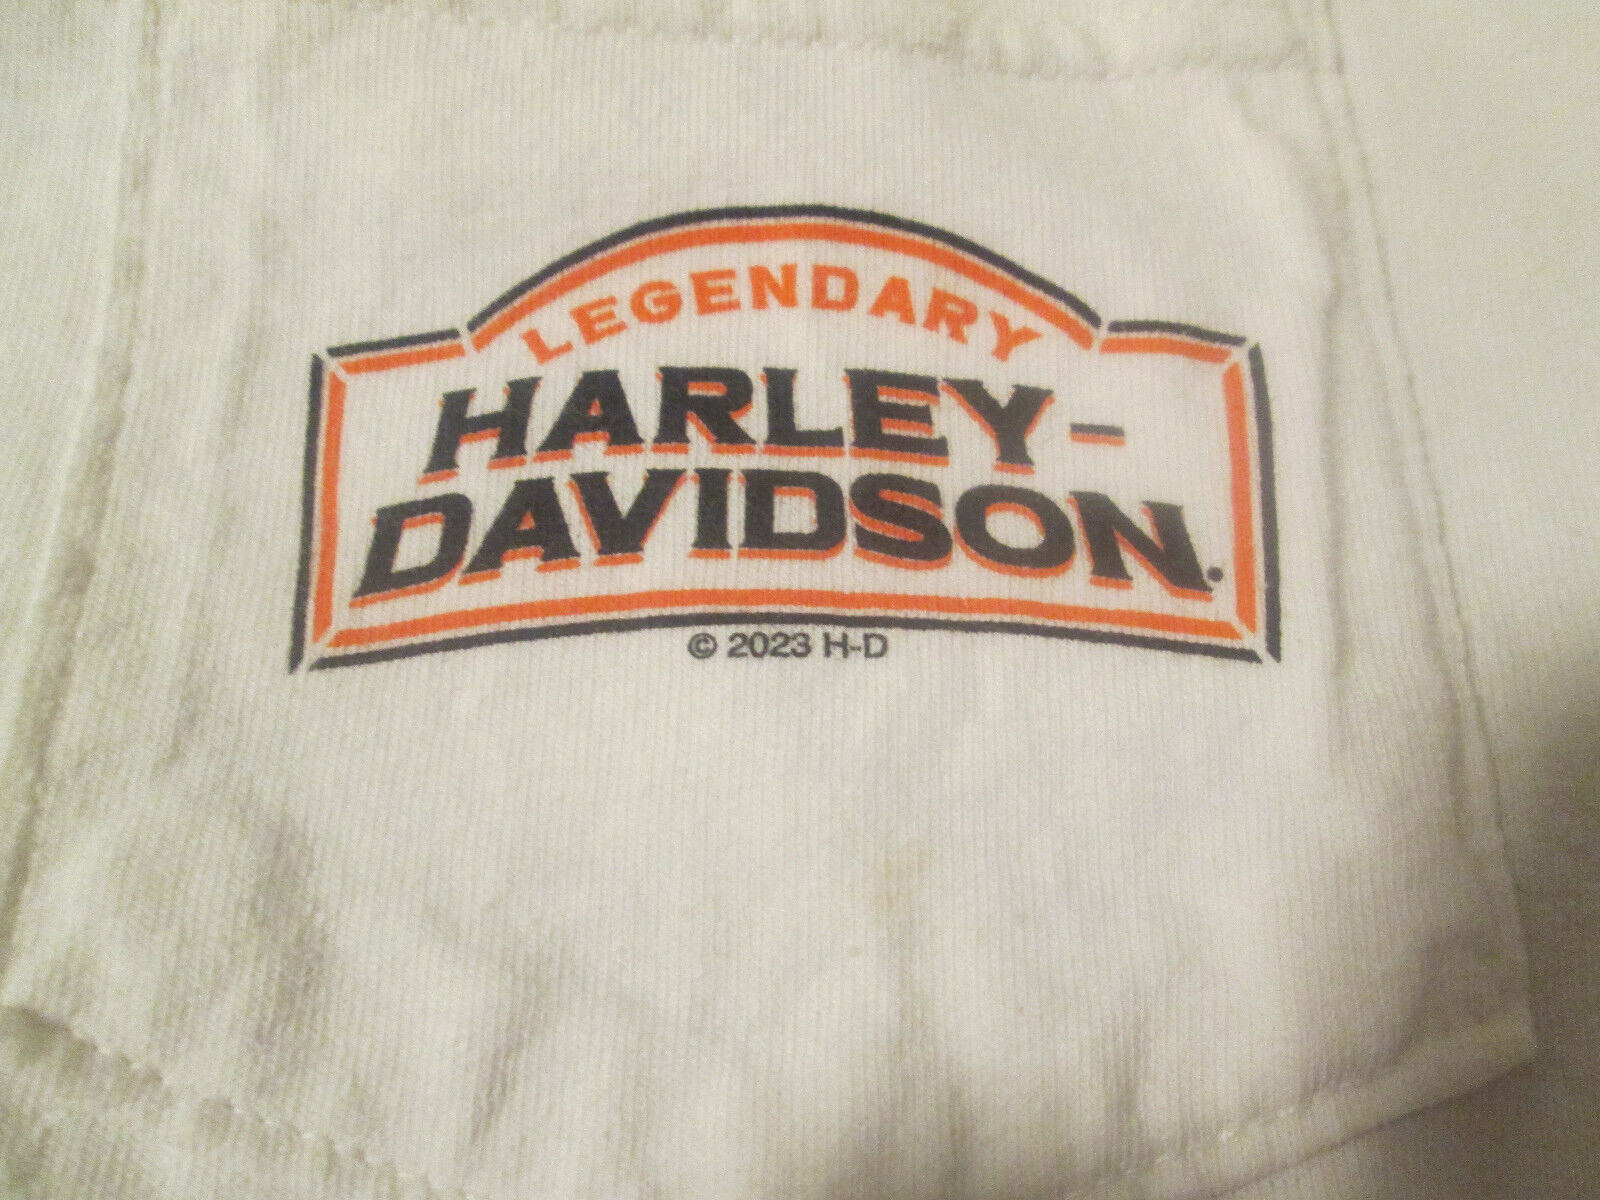 LEGENDARY
HARLEY-
DAVIDSON.
© 2023 H-D